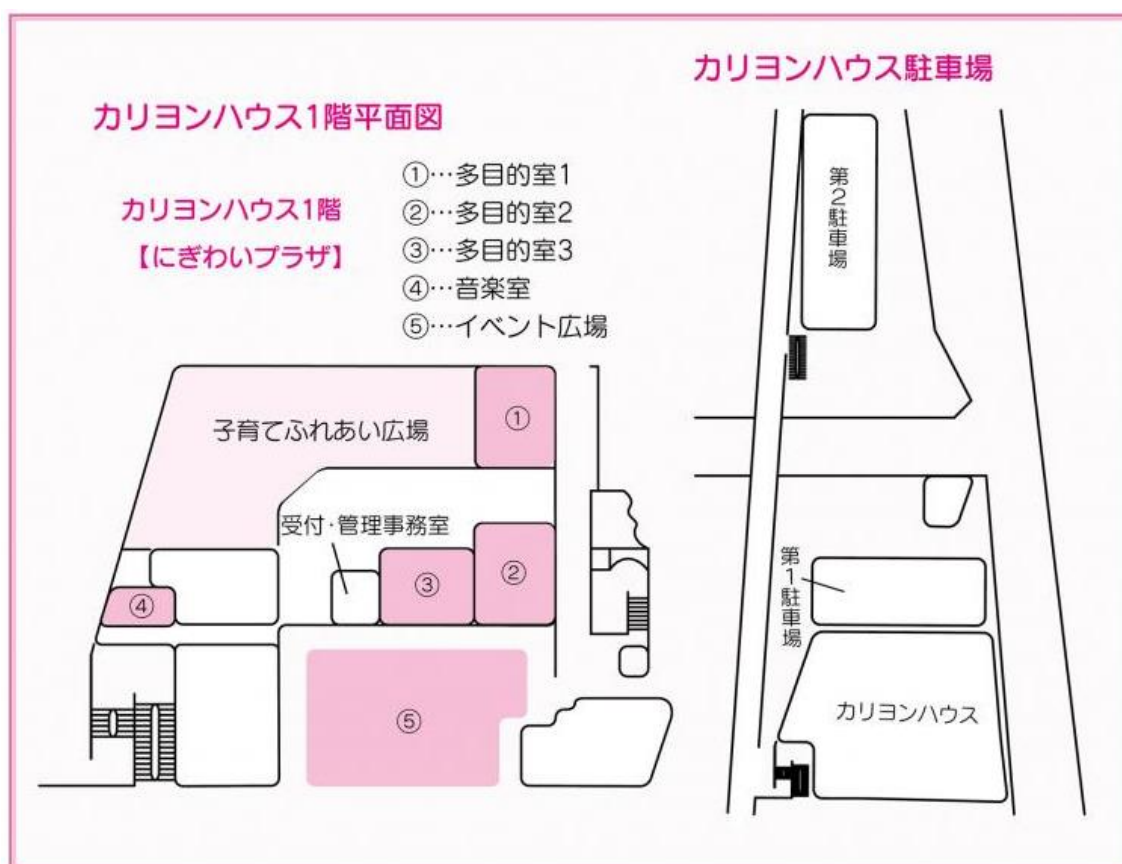 カリヨンハウス1階平面図
カリヨンハウス1階
【にぎわいプラザ】
①…多目的室1
②…多目的室2
③…多目的室3
④…音楽室
⑤…イベント広場
子育てふれあい広場
①
受付・管理事務室
②
③
④
⑤
カリヨンハウス駐車場
第2駐車場
第1駐車場
カリヨンハウス